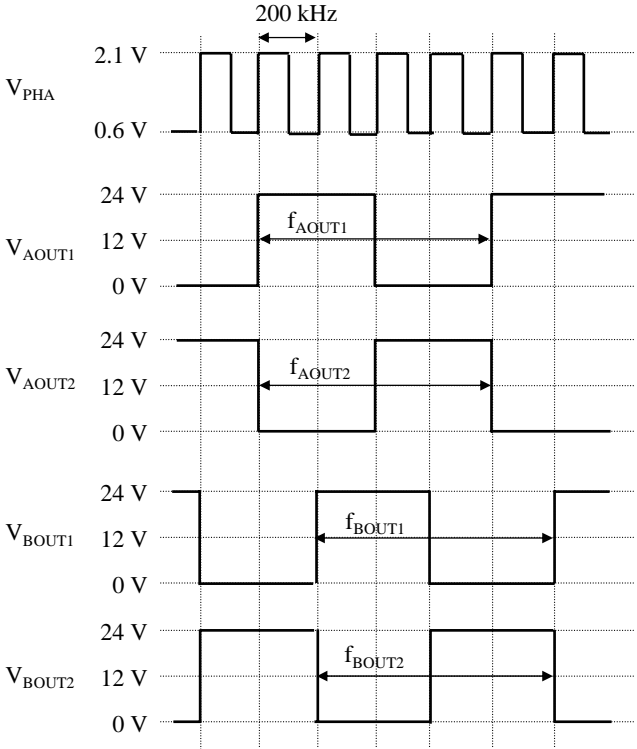 200 kHz
2.1 V
V_PHA
0.6 V
24 V
f_AOUT1
V_AOUT1
12 V
0 V
24 V
f_AOUT2
V_AOUT2
12 V
0 V
24 V
f_BOUT1
V_BOUT1
12 V
0 V
24 V
f_BOUT2
V_BOUT2
12 V
0 V